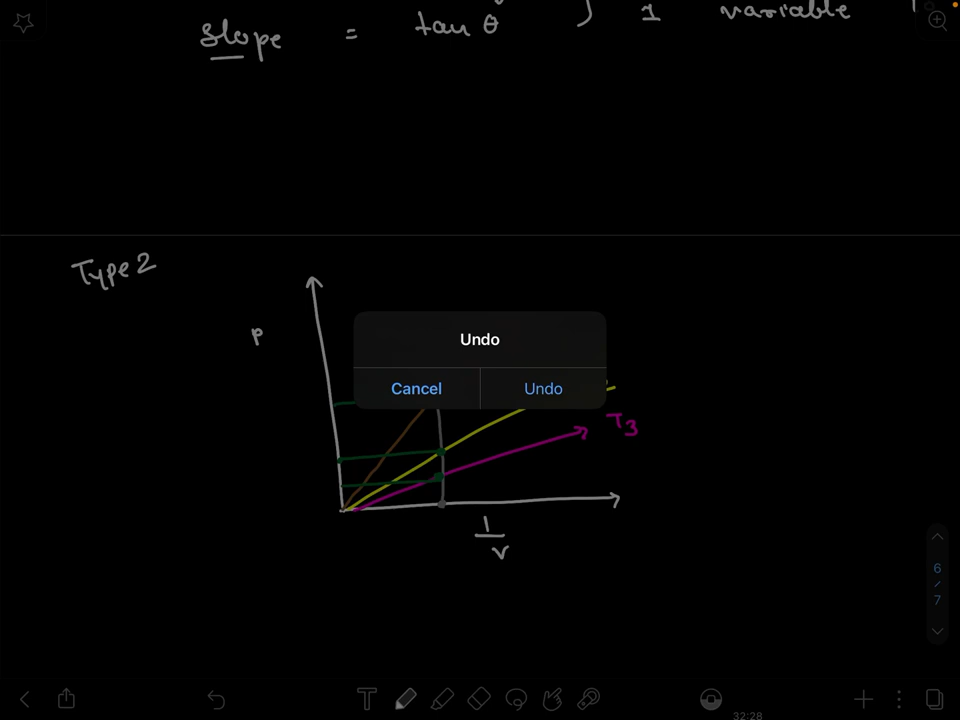 slope = tan θ 1 variable
Type 2
P
Undo
Cancel Undo
T3
1
v
6
/
7
T
32:28